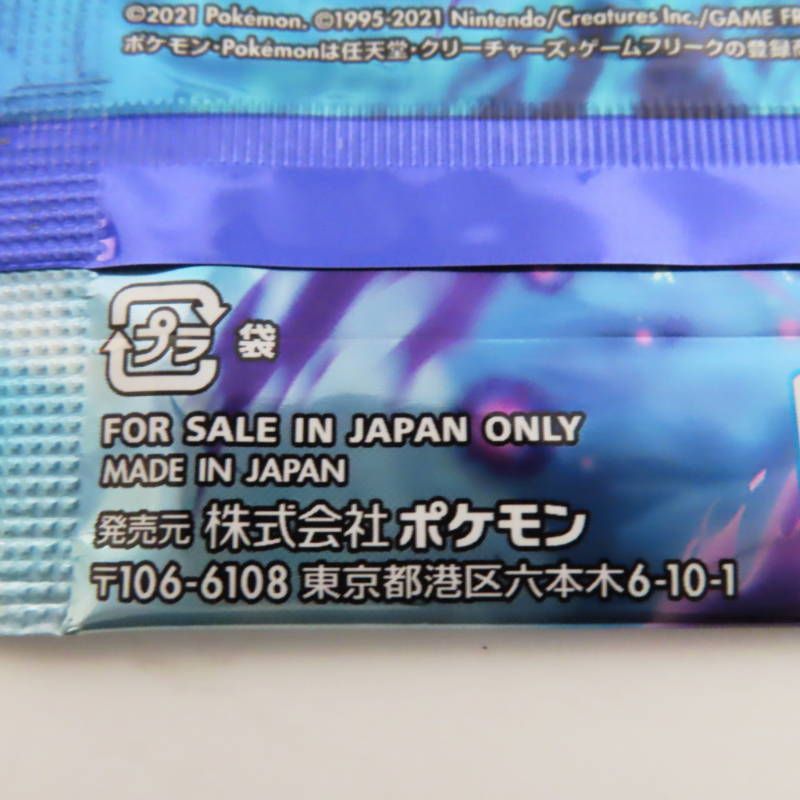 ©2021 Pokémon. ©1995-2021 Nintendo/Creatures Inc./GAME FR
ポケモン・Pokémonは任天堂・クリーチャーズ・ゲームフリークの登録商
プラ 袋
FOR SALE IN JAPAN ONLY
MADE IN JAPAN
発売元 株式会社ポケモン
〒106-6108 東京都港区六本木6-10-1